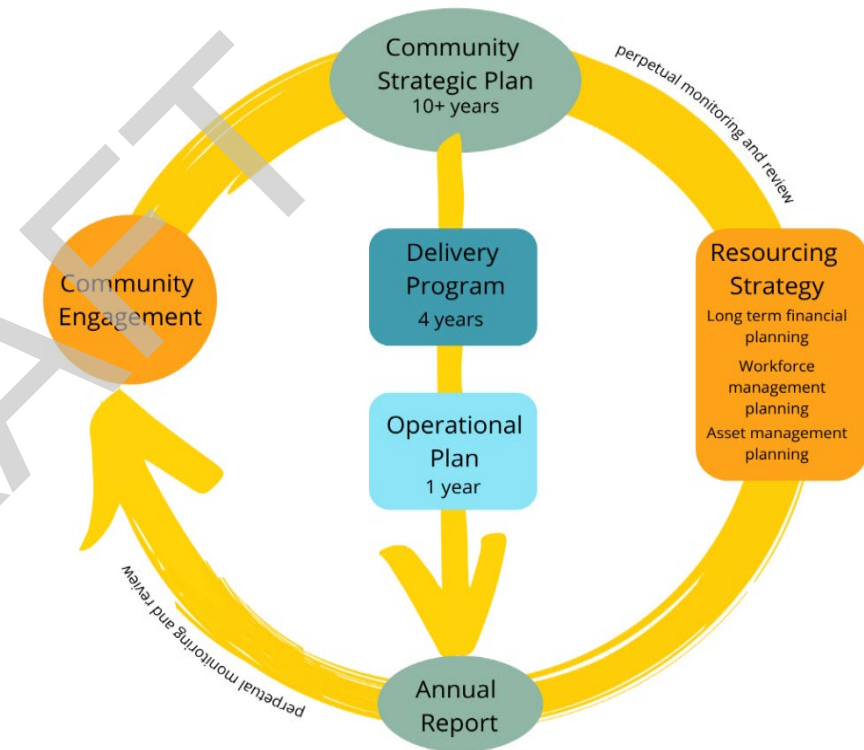 Community
Strategic Plan
10+ years
perpetual monitoring and review
Community
Engagement
Delivery
Program
4 years
Resourcing
Strategy
Long term financial
planning
Workforce
management
planning
Asset management
planning
Operational
Plan
1 year
perpetual monitoring and review
Annual
Report
AFT